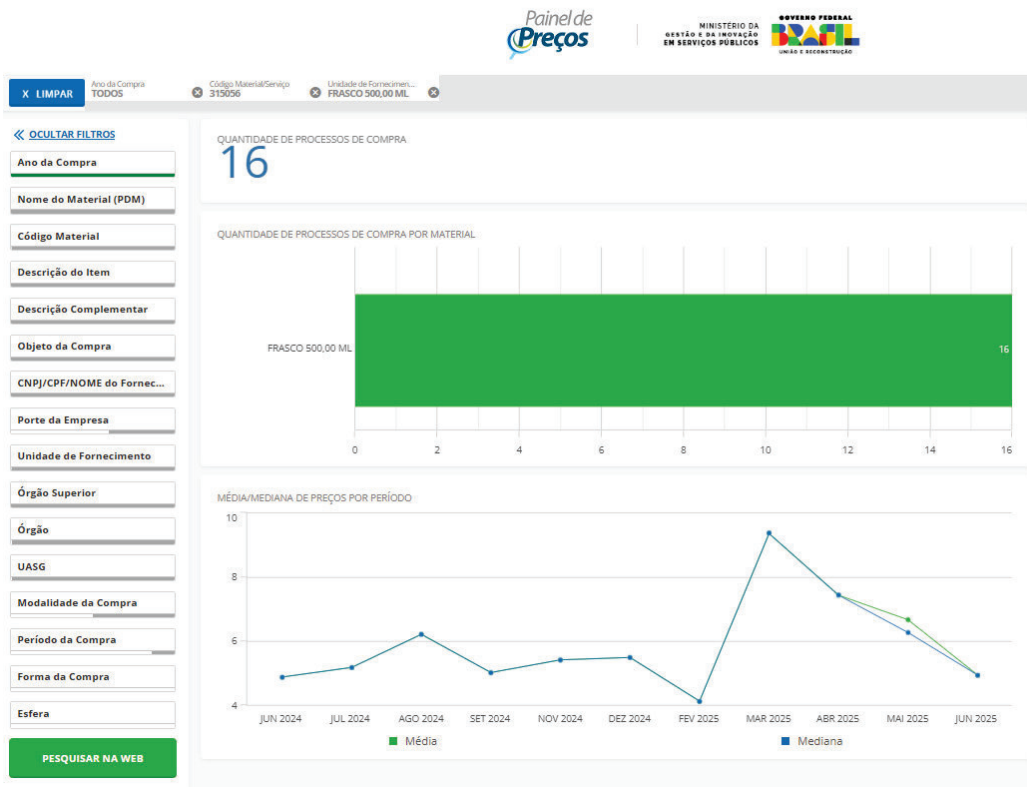 Painel de
Preços
MINISTÉRIO DA
GESTÃO E DA INOVAÇÃO
EM SERVIÇOS PÚBLICOS
GOVERNO FEDERAL
BRASIL
UNIÃO E RECONSTRUÇÃO
X LIMPAR
Ano da Compra
TODOS
Código Material/Serviço
315056
Unidade de Fornecimen...
FRASCO 500,00 ML
OCULTAR FILTROS
Ano da Compra
Nome do Material (PDM)
Código Material
Descrição do Item
Descrição Complementar
Objeto da Compra
CNPJ/CPF/NOME do Fornec...
Porte da Empresa
Unidade de Fornecimento
Órgão Superior
Órgão
UASG
Modalidade da Compra
Período da Compra
Forma da Compra
Esfera
PESQUISAR NA WEB
QUANTIDADE DE PROCESSOS DE COMPRA
16
QUANTIDADE DE PROCESSOS DE COMPRA POR MATERIAL
FRASCO 500,00 ML
16
0 2 4 6 8 10 12 14 16
MÉDIA/MEDIANA DE PREÇOS POR PERÍODO
10
8
6
4
JUN 2024 JUL 2024 AGO 2024 SET 2024 NOV 2024 DEZ 2024 FEV 2025 MAR 2025 ABR 2025 MAI 2025 JUN 2025
Média Mediana